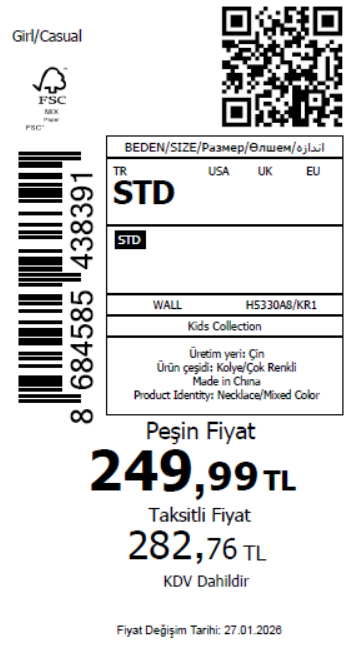 Girl/Casual
FSC
MIX
Paper
FSC™
BEDEN/SIZE/Размер/Өлшем/اندازه
TR USA UK EU
STD
STD
WALL H5330A8/KR1
Kids Collection
Üretim yeri: Çin
Ürün çeşidi: Kolye/Çok Renkli
Made in China
Product Identity: Necklace/Mixed Color
8 684585 438391
Peşin Fiyat
249,99 TL
Taksitli Fiyat
282,76 TL
KDV Dahildir
Fiyat Değişim Tarihi: 27.01.2026